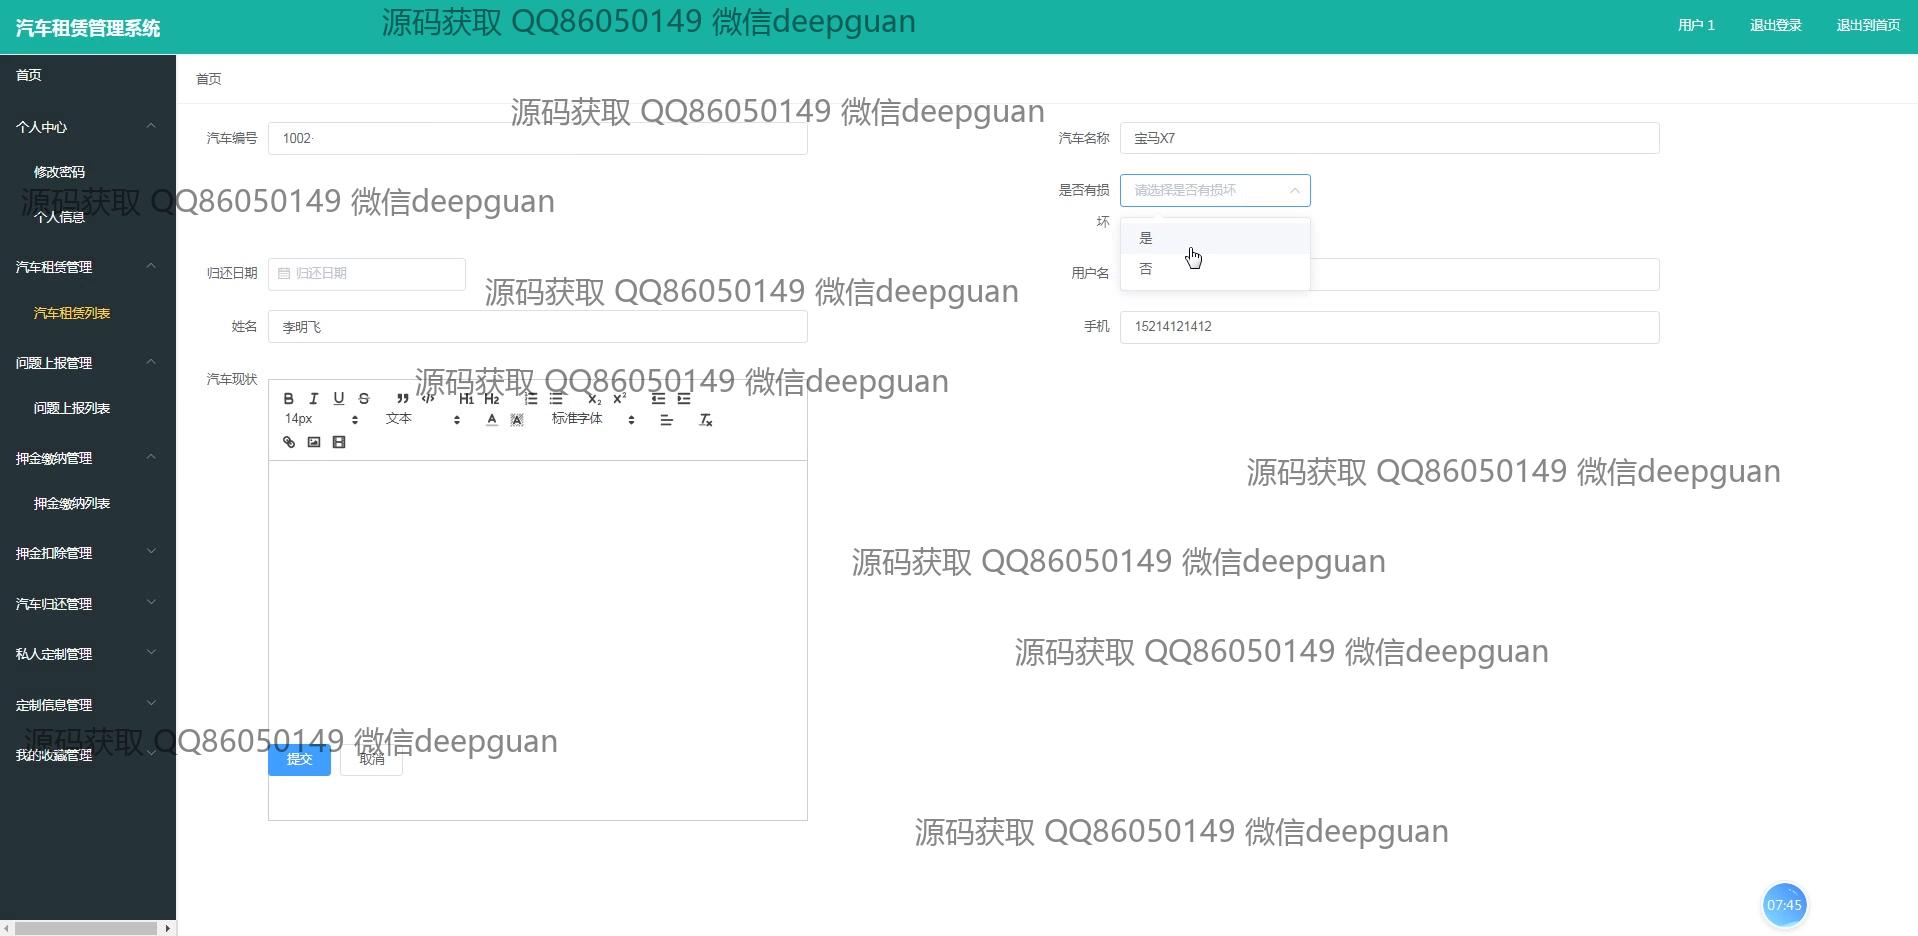 汽车租赁管理系统
源码获取 QQ86050149 微信deepguan
用户 1
退出登录
退出到首页
首页
首页
个人中心
源码获取 QQ86050149 微信deepguan
汽车编号
1002
汽车名称
宝马X7
修改密码
源码获取 QQ86050149 微信deepguan
个人信息
是否有损
坏
请选择是否有损坏
是
否
汽车租赁管理
归还日期
归还日期
源码获取 QQ86050149 微信deepguan
用户名
汽车租赁列表
姓名
李明飞
手机
15214121412
问题上报管理
汽车现状
源码获取 QQ86050149 微信deepguan
B I U S H1 H2 X₂ X²
14px
文本
A
A
标准字体
Tx
问题上报列表
押金缴纳管理
源码获取 QQ86050149 微信deepguan
押金缴纳列表
押金扣除管理
源码获取 QQ86050149 微信deepguan
汽车归还管理
私人定制管理
源码获取 QQ86050149 微信deepguan
定制信息管理
源码获取 QQ86050149 微信deepguan
我的收藏管理
提交
取消
源码获取 QQ86050149 微信deepguan
07:45